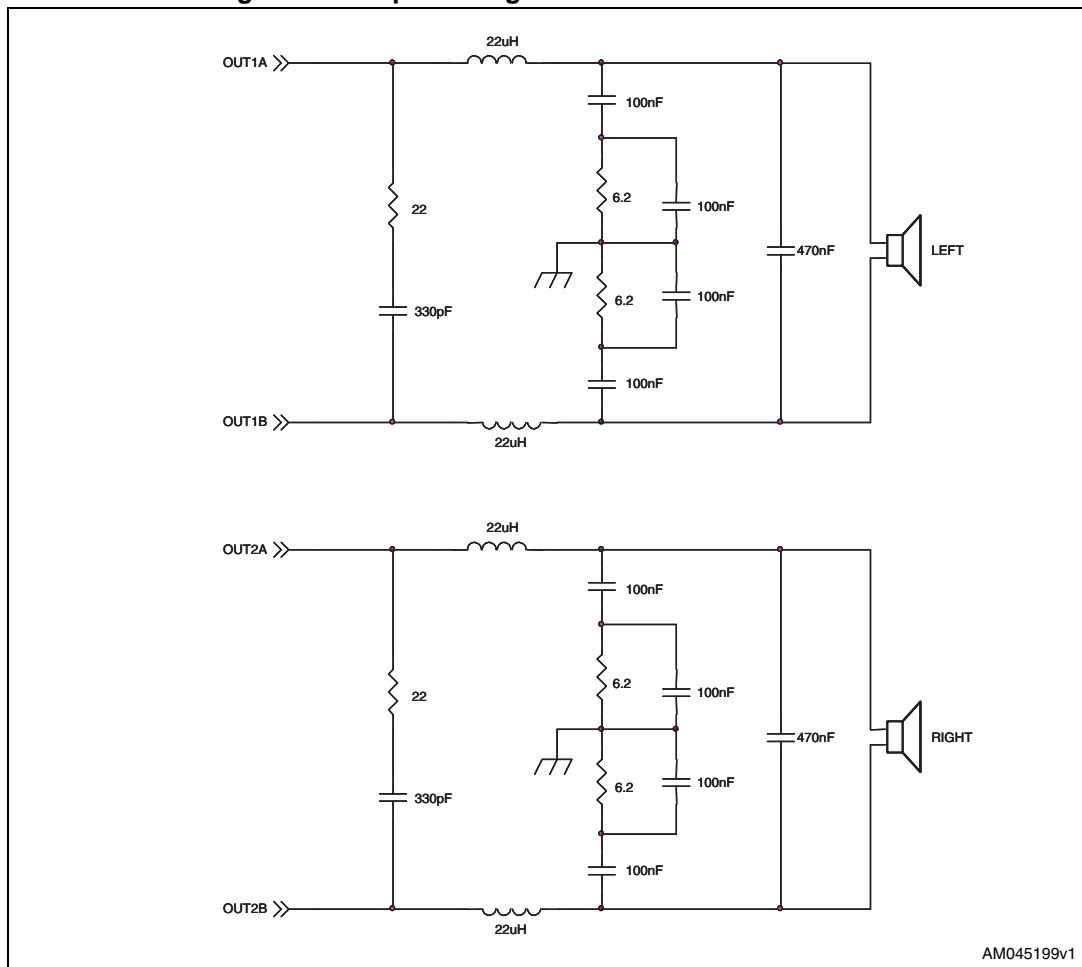 22uH
OUT1A
100nF
22
6.2
100nF
470nF
LEFT
6.2
100nF
330pF
100nF
OUT1B
22uH
22uH
OUT2A
100nF
22
6.2
100nF
470nF
RIGHT
6.2
100nF
330pF
100nF
OUT2B
22uH
AM045199v1